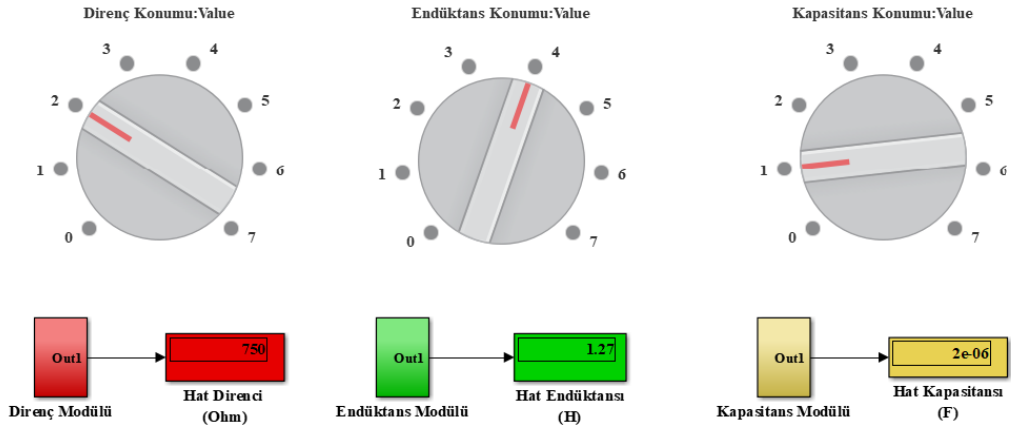 Direnç Konumu:Value
Endüktans Konumu:Value
Kapasitans Konumu:Value
3 4
2 5
1 6
0 7
3 4
2 5
1 6
0 7
3 4
2 5
1 6
0 7
Out1
750
Direnç Modülü
Hat Direnci
(Ohm)
Out1
1.27
Endüktans Modülü
Hat Endüktansı
(H)
Out1
2e-06
Kapasitans Modülü
Hat Kapasitansı
(F)